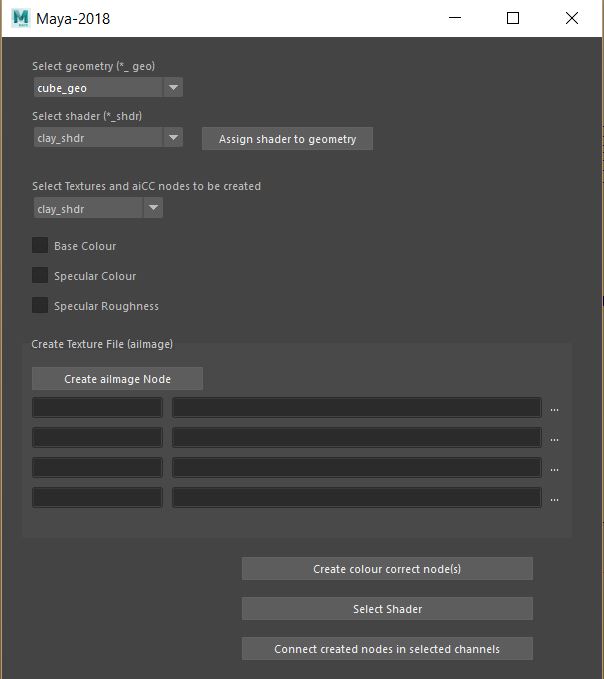 Maya-2018
Select geometry (*_ geo)
cube_geo
Select shader (*_shdr)
clay_shdr
Assign shader to geometry
Select Textures and aiCC nodes to be created
clay_shdr
Base Colour
Specular Colour
Specular Roughness
Create Texture File (aiImage)
Create aiImage Node
...
...
...
...
Create colour correct node(s)
Select Shader
Connect created nodes in selected channels